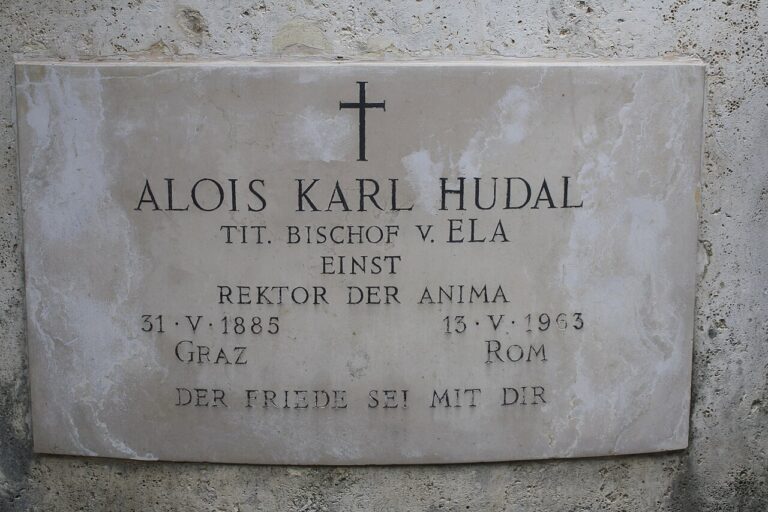 ALOIS KARL HUDAL
TIT. BISCHOF V. ELA
EINST
REKTOR DER ANIMA
31·V·1885 13·V·1963
GRAZ ROM
DER FRIEDE SEI MIT DIR